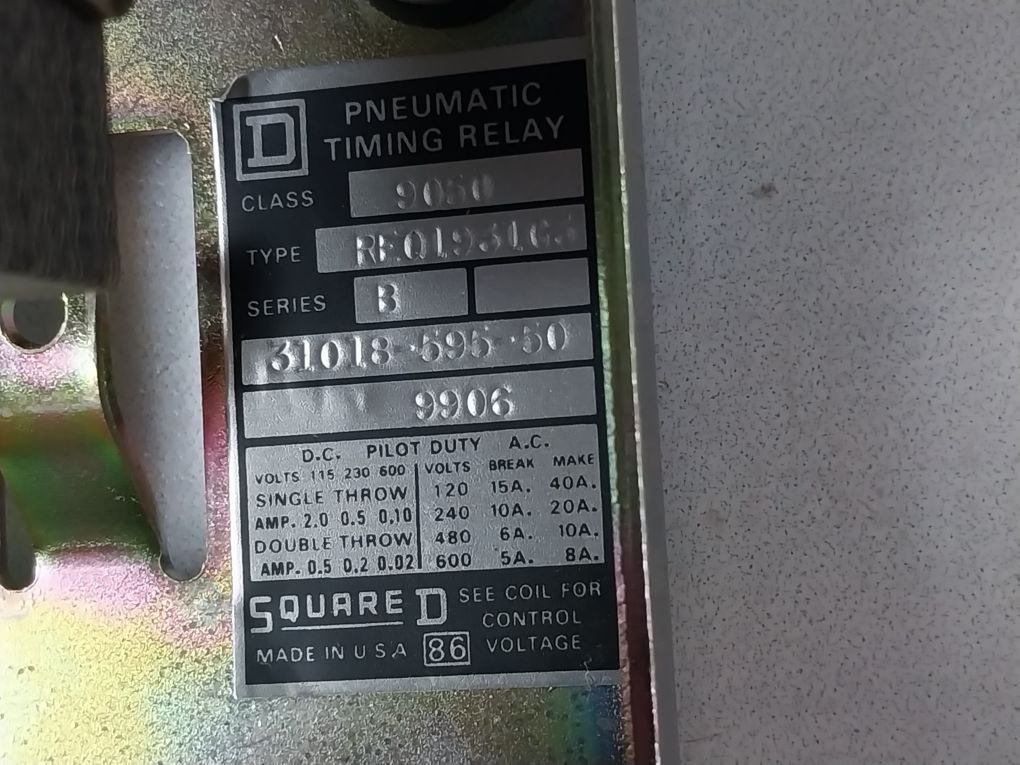 D PNEUMATIC
TIMING RELAY
CLASS 9050
TYPE
SERIES B
31018-595-50
9906
D.C. PILOT DUTY A.C.
VOLTS 115 230 600 VOLTS BREAK MAKE
SINGLE THROW 120 15A. 40A.
AMP. 2.0 0.5 0.10 240 10A. 20A.
DOUBLE THROW 480 6A. 10A.
AMP. 0.5 0.2 0.02 600 5A. 8A.
SQUARE D SEE COIL FOR
CONTROL
MADE IN U S A 86 VOLTAGE